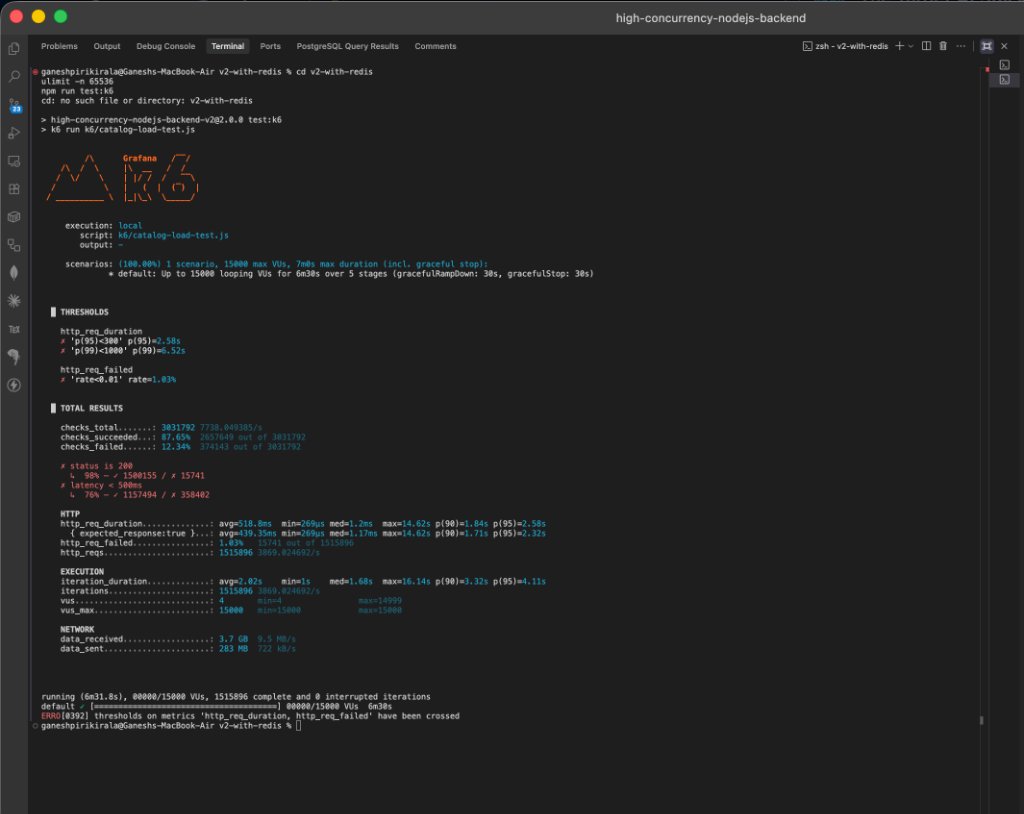 high-concurrency-nodejs-backend
Problems Output Debug Console Terminal Ports PostgreSQL Query Results Comments
zsh - v2-with-redis
ganeshpirikirala@Ganeshs-MacBook-Air v2-with-redis % cd v2-with-redis
ulimit -n 65536
npm run test:k6
cd: no such file or directory: v2-with-redis
> high-concurrency-nodejs-backend-v2@2.0.0 test:k6
> k6 run k6/catalog-load-test.js
Grafana
execution: local
script: k6/catalog-load-test.js
output: -
scenarios: (100.00%) 1 scenario, 15000 max VUs, 7m0s max duration (incl. graceful stop):
* default: Up to 15000 looping VUs for 6m30s over 5 stages (gracefulRampDown: 30s, gracefulStop: 30s)
█ THRESHOLDS
http_req_duration
✗ 'p(95)<300' p(95)=2.58s
✗ 'p(99)<1000' p(99)=6.52s
http_req_failed
✗ 'rate<0.01' rate=1.03%
█ TOTAL RESULTS
checks_total.......: 3031792 7738.049385/s
checks_succeeded...: 87.65% 2657649 out of 3031792
checks_failed......: 12.34% 374143 out of 3031792
✗ status is 200
↳ 98% — ✓ 1500155 / ✗ 15741
✗ latency < 500ms
↳ 76% — ✓ 1157494 / ✗ 358402
HTTP
http_req_duration..............: avg=518.8ms min=269µs med=1.2ms max=14.62s p(90)=1.84s p(95)=2.58s
{ expected_response:true }...: avg=439.35ms min=269µs med=1.17ms max=14.62s p(90)=1.71s p(95)=2.32s
http_req_failed................: 1.03% 15741 out of 1515896
http_reqs......................: 1515896 3869.024692/s
EXECUTION
iteration_duration.............: avg=2.02s min=1s med=1.68s max=16.14s p(90)=3.32s p(95)=4.11s
iterations.....................: 1515896 3869.024692/s
vus............................: 4 min=4 max=14999
vus_max........................: 15000 min=15000 max=15000
NETWORK
data_received..................: 3.7 GB 9.5 MB/s
data_sent......................: 283 MB 722 kB/s
running (6m31.8s), 00000/15000 VUs, 1515896 complete and 0 interrupted iterations
default ✓ [======================================] 00000/15000 VUs 6m30s
ERRO[0392] thresholds on metrics 'http_req_duration, http_req_failed' have been crossed
ganeshpirikirala@Ganeshs-MacBook-Air v2-with-redis %
23
TeX